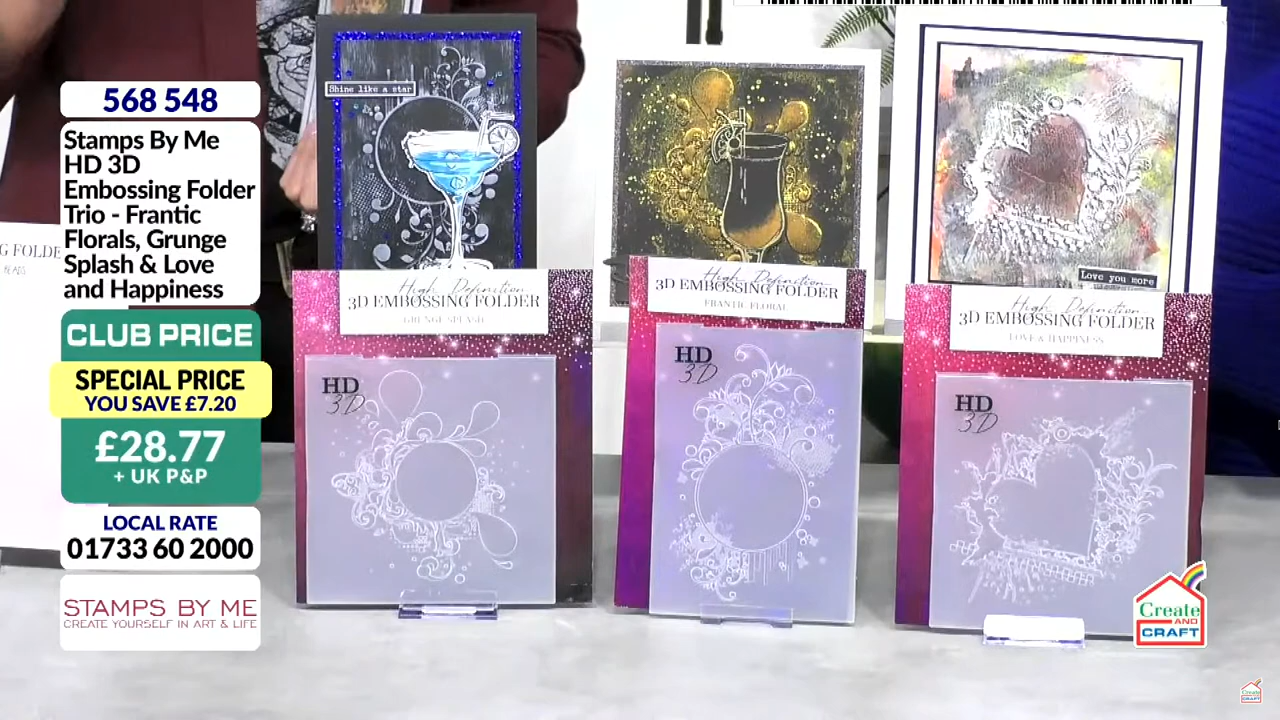 568 548
Stamps By Me
HD 3D
Embossing Folder
Trio - Frantic
Florals, Grunge
Splash & Love
and Happiness
CLUB PRICE
SPECIAL PRICE
YOU SAVE £7.20
£28.77
+ UK P&P
LOCAL RATE
01733 60 2000
STAMPS BY ME
CREATE YOURSELF IN ART & LIFE
G FOLDE
Shine like a star
High Definition
3D EMBOSSING FOLDER
GRUNGE SPLASH
HD
3D
High Definition
3D EMBOSSING FOLDER
FRANTIC FLORAL
HD
3D
Love you more
High Definition
3D EMBOSSING FOLDER
LOVE & HAPPINESS
HD
3D
Create
AND
CRAFT